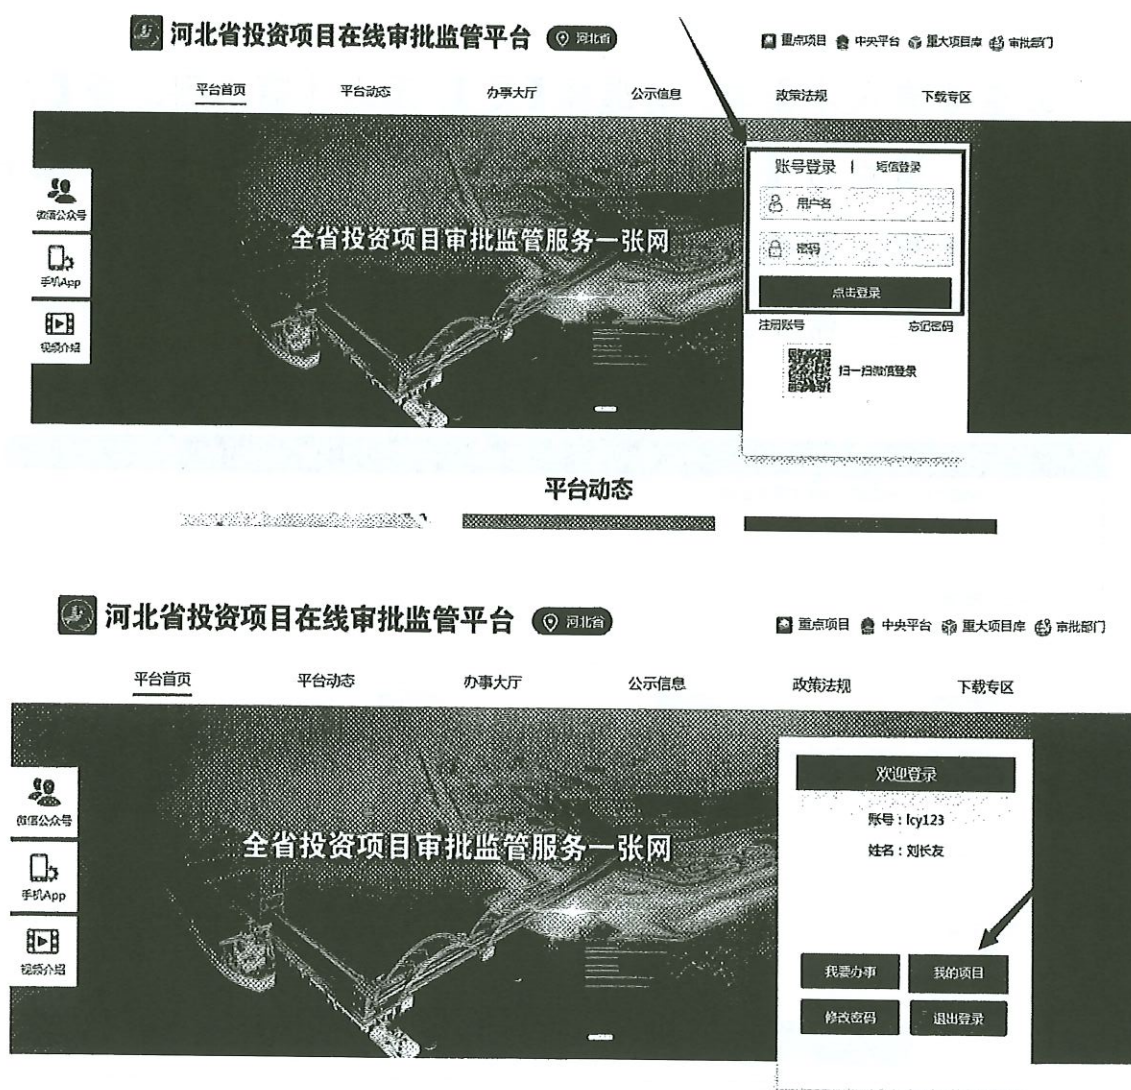 河北省投资项目在线审批监管平台 河北省 重点项目 中央平台 重大项目库 审批部门
平台首页 平台动态 办事大厅 公示信息 政策法规 下载专区
账号登录 | 短信登录
微信公众号
用户名
全省投资项目审批监管服务一张网
密码
手机App
点击登录
注册账号 忘记密码
视频介绍
扫一扫微信登录
平台动态
河北省投资项目在线审批监管平台 河北省 重点项目 中央平台 重大项目库 审批部门
平台首页 平台动态 办事大厅 公示信息 政策法规 下载专区
欢迎登录
微信公众号
账号：lcy123
全省投资项目审批监管服务一张网
姓名：刘长友
手机App
视频介绍
我要办事 我的项目
修改密码 退出登录